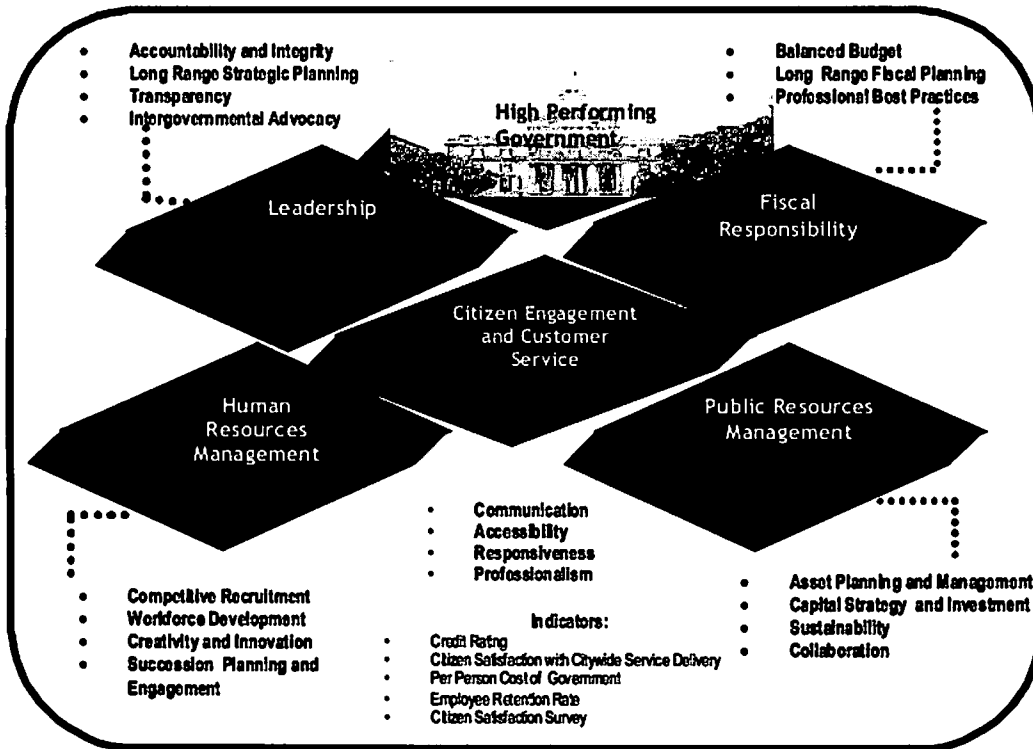 • Accountability and Integrity
• Long Range Strategic Planning
• Transparency
• Intergovernmental Advocacy
• Balanced Budget
• Long Range Fiscal Planning
• Professional Best Practices
High Performing
Government
Leadership
Fiscal
Responsibility
Citizen Engagement
and Customer
Service
Human
Resources
Management
Public Resources
Management
• Communication
• Accessibility
• Responsiveness
• Professionalism
• Competitive Recruitment
• Workforce Development
• Creativity and Innovation
• Succession Planning and
Engagement
• Asset Planning and Management
• Capital Strategy and Investment
• Sustainability
• Collaboration
Indicators:
• Credit Rating
• Citizen Satisfaction with Citywide Service Delivery
• Per Person Cost of Government
• Employee Retention Rate
• Citizen Satisfaction Survey